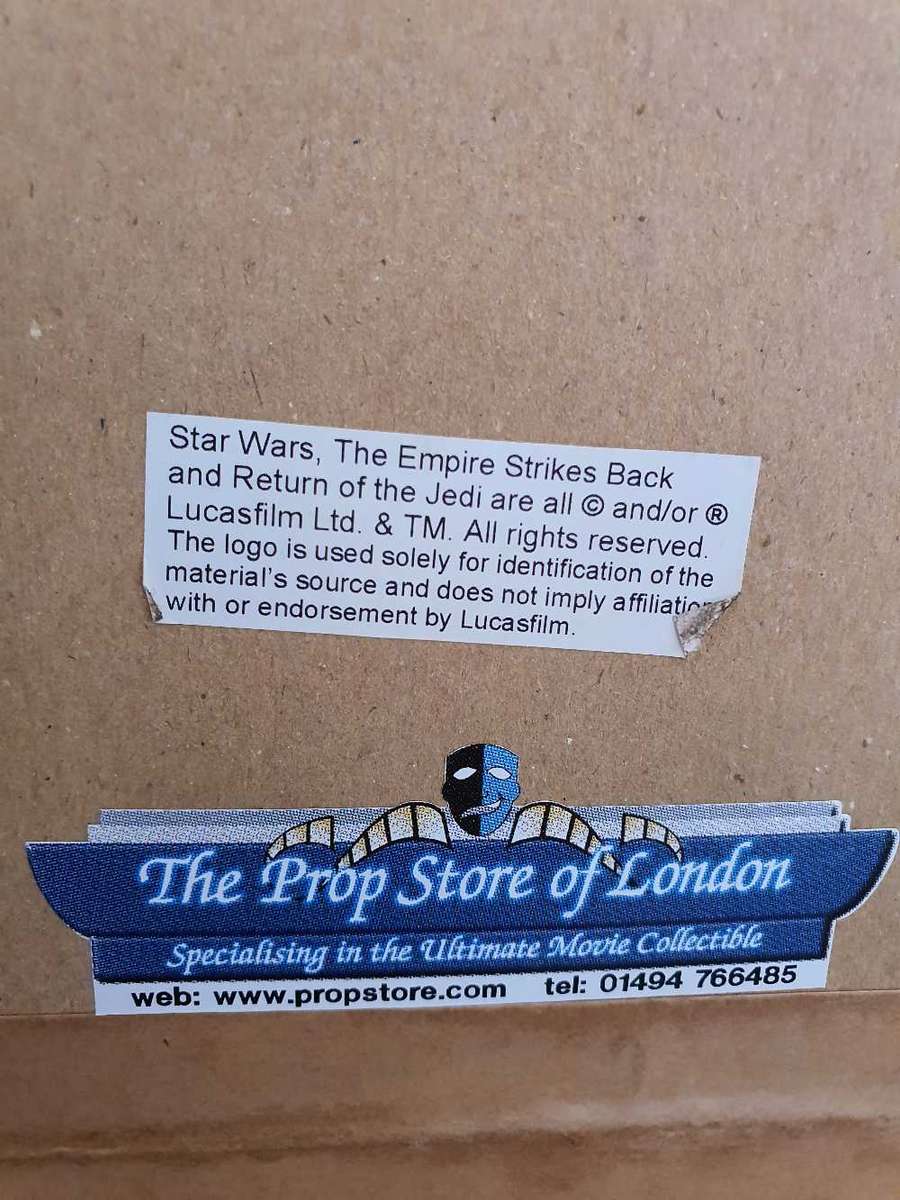 Star Wars, The Empire Strikes Back
and Return of the Jedi are all © and/or ®
Lucasfilm Ltd. & TM. All rights reserved.
The logo is used solely for identification of the
material's source and does not imply affiliation
with or endorsement by Lucasfilm.
The Prop Store of London
Specialising in the Ultimate Movie Collectible
web: www.propstore.com tel: 01494 766485